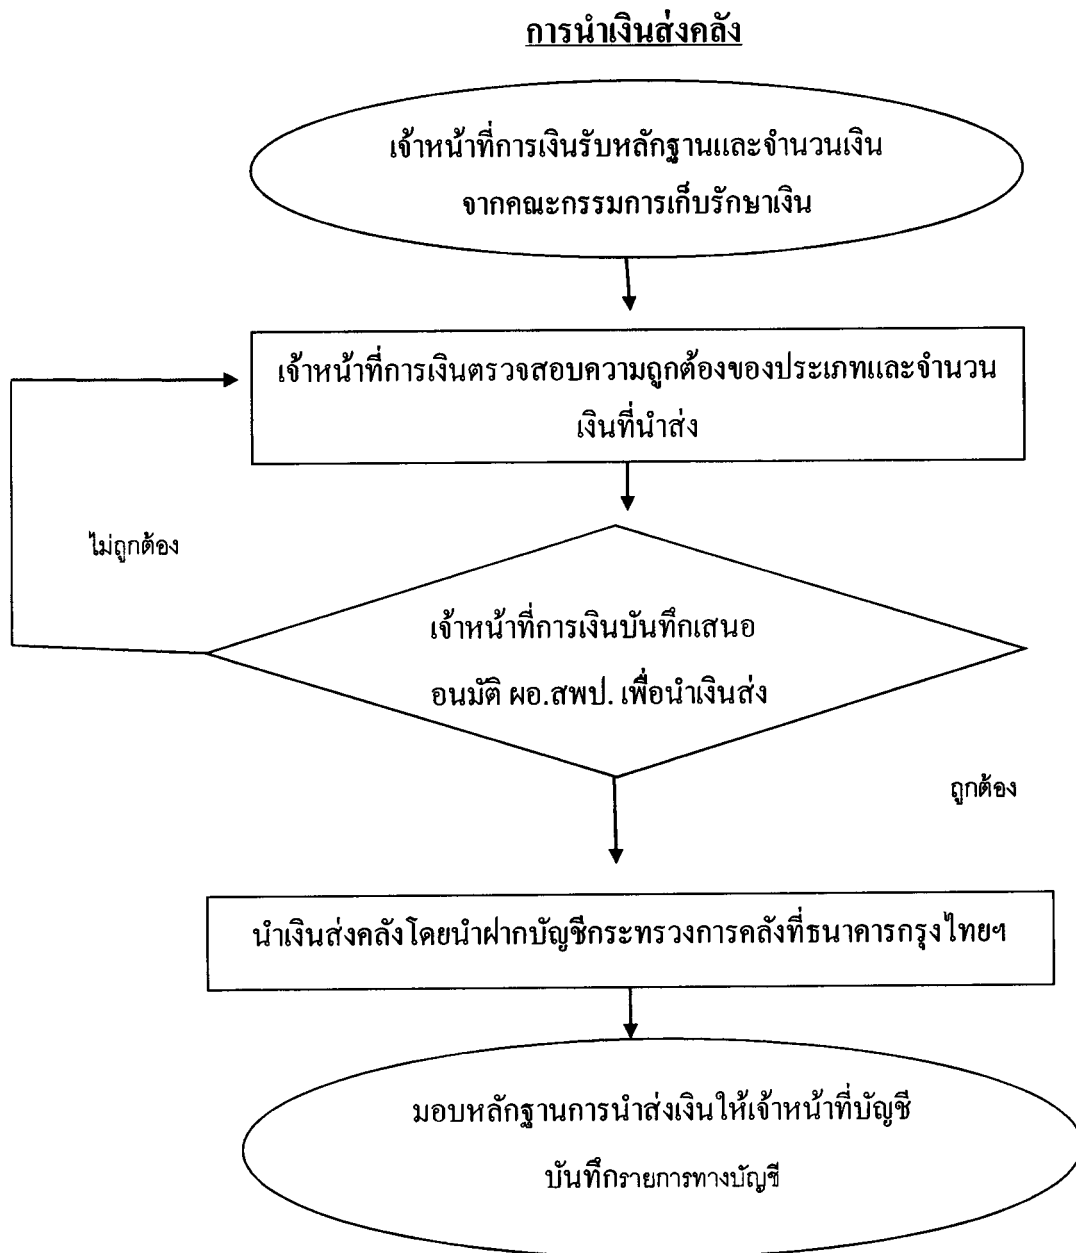 การนำเงินส่งคลัง
เจ้าหน้าที่การเงินรับหลักฐานและจำนวนเงิน
จากคณะกรรมการเก็บรักษาเงิน
เจ้าหน้าที่การเงินตรวจสอบความถูกต้องของประเภทและจำนวน
เงินที่นำส่ง
ไม่ถูกต้อง
เจ้าหน้าที่การเงินบันทึกเสนอ
อนมัติ ผอ.สพป. เพื่อนำเงินส่ง
ถูกต้อง
นำเงินส่งคลังโดยนำฝากบัญชีกระทรวงการคลังที่ธนาคารกรุงไทยฯ
มอบหลักฐานการนำส่งเงินให้เจ้าหน้าที่บัญชี
บันทึกรายการทางบัญชี